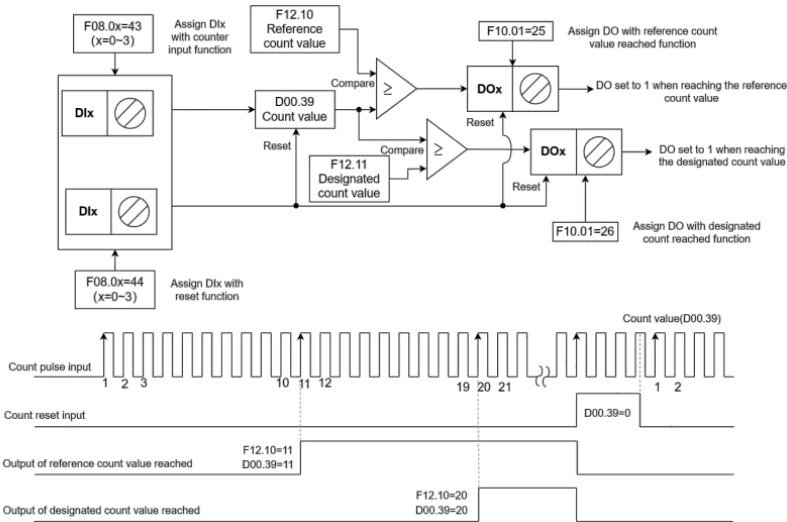 F08.0x=43
(x=0~3)
Assign DIx
with counter
input function
F12.10
Reference
count value
F10.01=25
Assign DO with reference count
value reached function
Compare
≥
DOx
DO set to 1 when reaching the reference
count value
DIx
D00.39
Count value
Reset
Reset
Compare
≥
DOx
DO set to 1 when reaching
the designated count value
F12.11
Designated
count value
Reset
DIx
F10.01=26
Assign DO with designated
count reached function
F08.0x=44
(x=0~3)
Assign DIx with
reset function
Count value(D00.39)
Count pulse input
1 2 3 10 11 12 19 20 21 1 2
Count reset input
D00.39=0
F12.10=11
D00.39=11
Output of reference count value reached
F12.10=20
D00.39=20
Output of designated count value reached